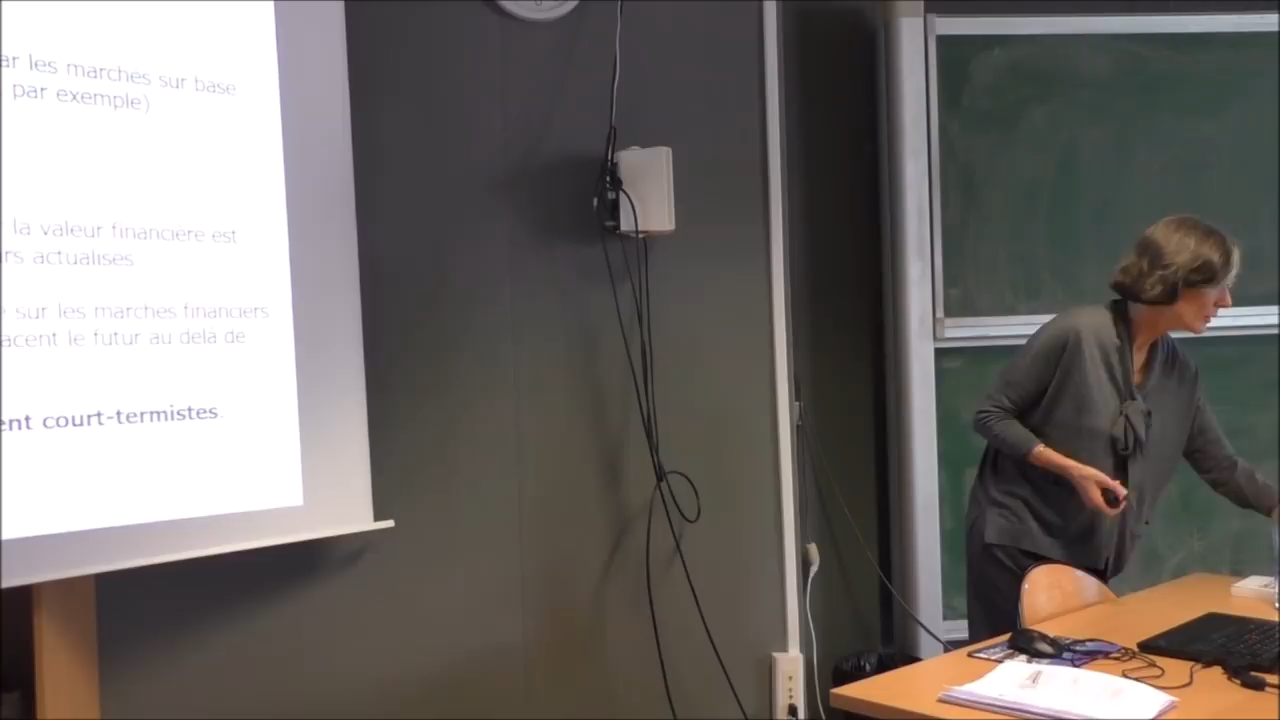 ar les marches sur base
par exemple)
la valeur financiere est
rs actualises
sur les marches financiers
acent le futur au dela de
ent court-termistes.